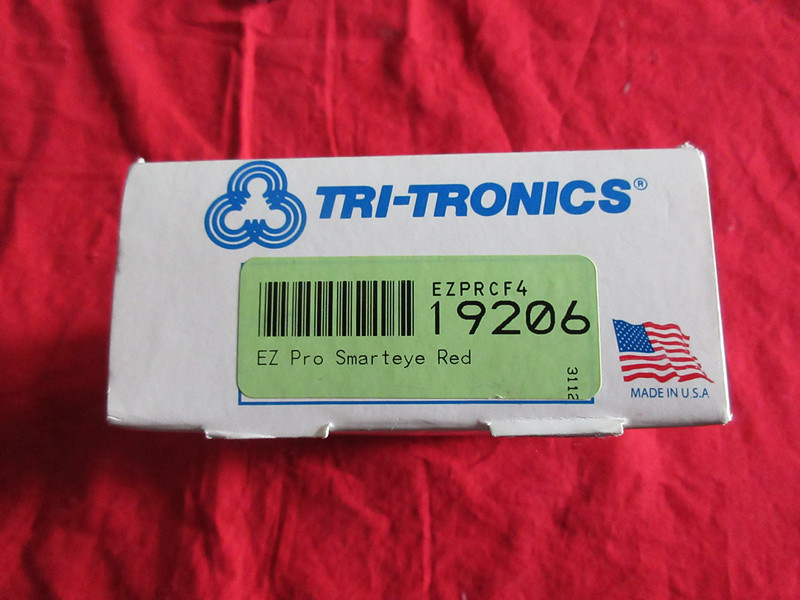 TRI-TRONICS®
EZPRCF4
19206
EZ Pro Smarteye Red
3112
MADE IN U.S.A